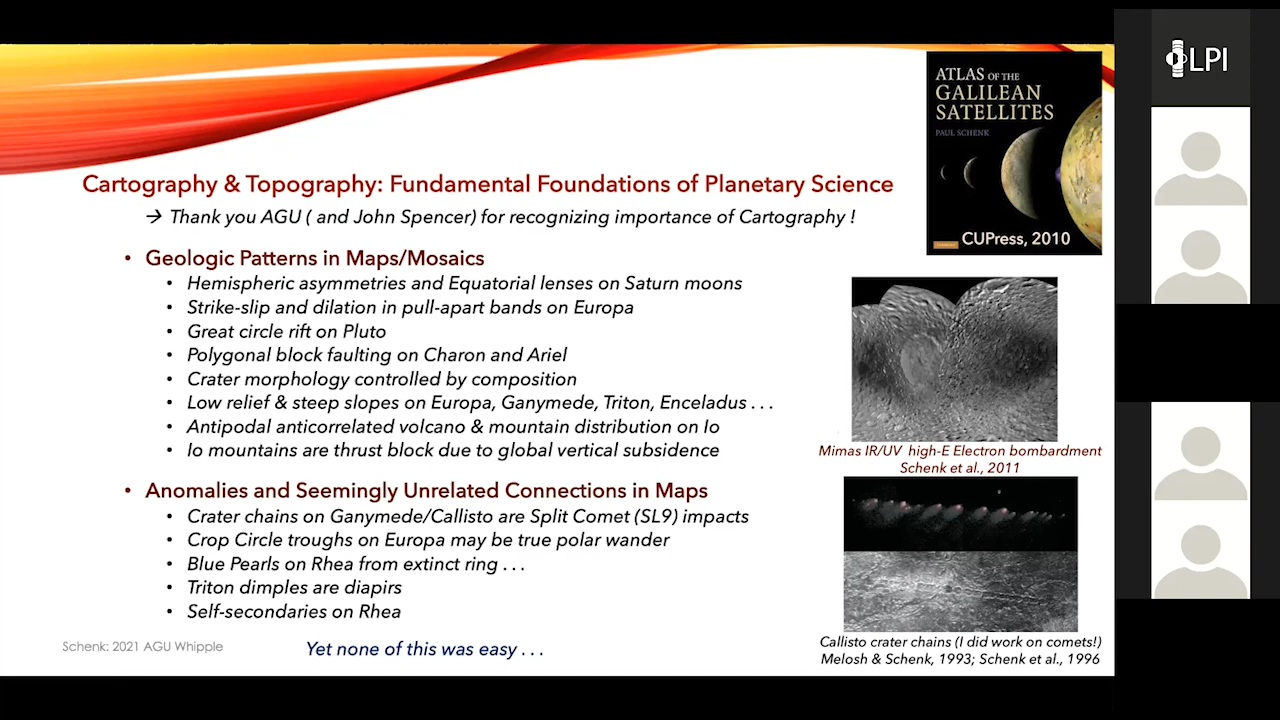 ATLAS OF THE
GALILEAN
SATELLITES
PAUL SCHENK
CUPress, 2010
LPI
Cartography & Topography: Fundamental Foundations of Planetary Science
→ Thank you AGU ( and John Spencer) for recognizing importance of Cartography !
• Geologic Patterns in Maps/Mosaics
• Hemispheric asymmetries and Equatorial lenses on Saturn moons
• Strike-slip and dilation in pull-apart bands on Europa
• Great circle rift on Pluto
• Polygonal block faulting on Charon and Ariel
• Crater morphology controlled by composition
• Low relief & steep slopes on Europa, Ganymede, Triton, Enceladus . . .
• Antipodal anticorrelated volcano & mountain distribution on Io
• Io mountains are thrust block due to global vertical subsidence
Mimas IR/UV high-E Electron bombardment
Schenk et al., 2011
• Anomalies and Seemingly Unrelated Connections in Maps
• Crater chains on Ganymede/Callisto are Split Comet (SL9) impacts
• Crop Circle troughs on Europa may be true polar wander
• Blue Pearls on Rhea from extinct ring . . .
• Triton dimples are diapirs
• Self-secondaries on Rhea
Callisto crater chains (I did work on comets!)
Melosh & Schenk, 1993; Schenk et al., 1996
Schenk: 2021 AGU Whipple
Yet none of this was easy . . .